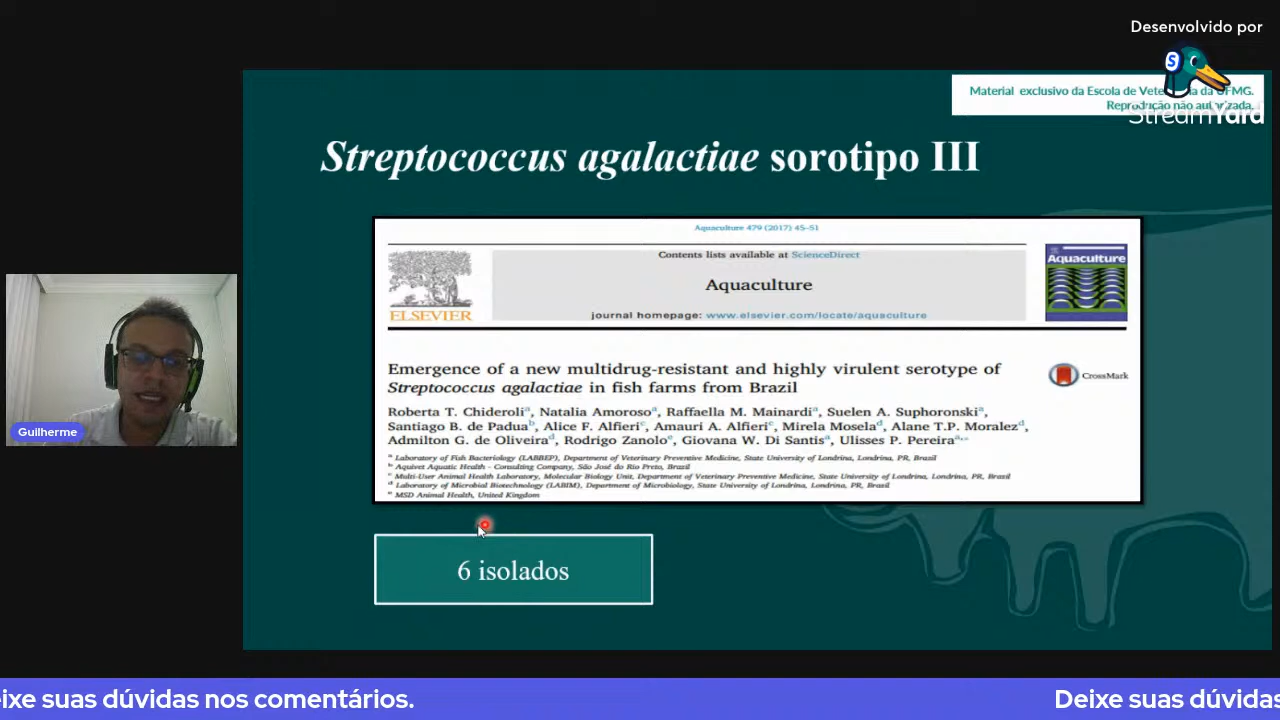 Desenvolvido por
StreamYard
Material exclusivo da Escola de Vete da UFMG.
Reprodução não autorizada.
Streptococcus agalactiae sorotipo III
Aquaculture 479 (2017) 45–51
Contents lists available at ScienceDirect
Aquaculture
journal homepage: www.elsevier.com/locate/aquaculture
ELSEVIER
Aquaculture
Emergence of a new multidrug-resistant and highly virulent serotype of
Streptococcus agalactiae in fish farms from Brazil
CrossMark
Roberta T. Chideroli a, Natalia Amoroso a, Raffaella M. Mainardi a, Suelen A. Suphoronski a,
Santiago B. de Padua b, Alice F. Alfieri c, Amauri A. Alfieri c, Mirela Mosela d, Alane T.P. Moralez d,
Admilton G. de Oliveira d, Rodrigo Zanolo e, Giovana W. Di Santis a, Ulisses P. Pereira a,*
a Laboratory of Fish Bacteriology (LABBEP), Department of Veterinary Preventive Medicine, State University of Londrina, Londrina, PR, Brazil
b Aquivet Aquatic Health - Consulting Company, São José do Rio Preto, Brazil
c Multi-User Animal Health Laboratory, Molecular Biology Unit, Department of Veterinary Preventive Medicine, State University of Londrina, Londrina, PR, Brazil
d Laboratory of Microbial Biotechnology (LABIM), Department of Microbiology, State University of Londrina, Londrina, PR, Brazil
e MSD Animal Health, United Kingdom
Guilherme
6 isolados
eixe suas dúvidas nos comentários.
Deixe suas dúvidas